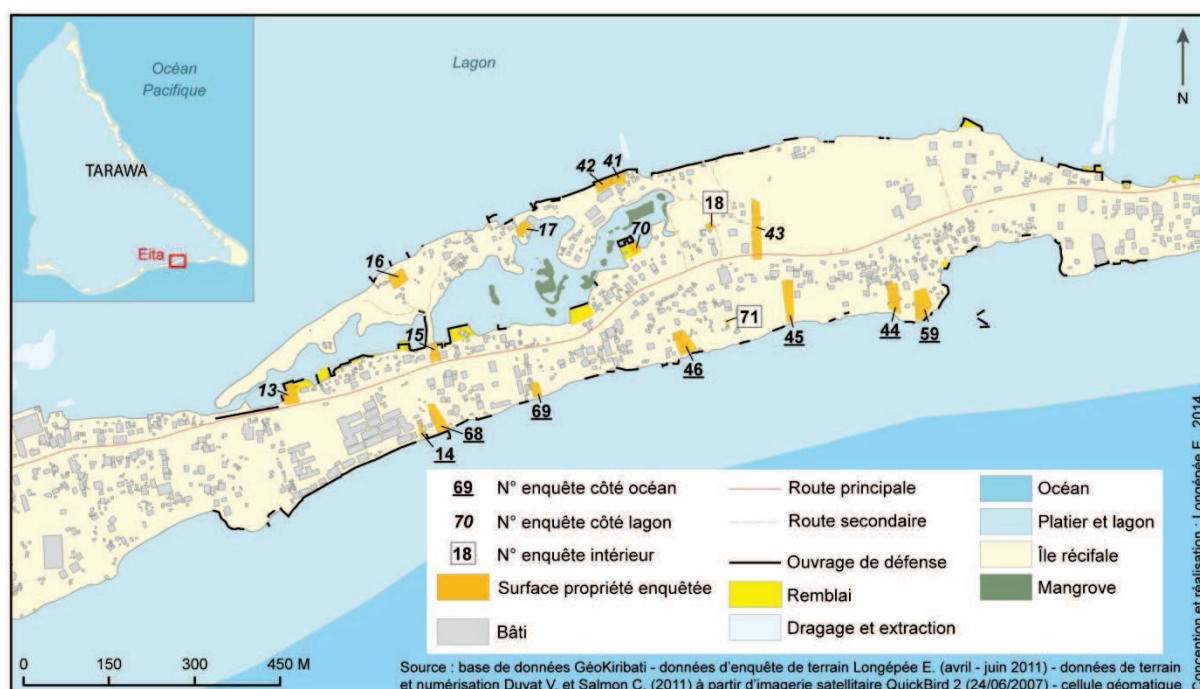 Océan
Pacifique
TARAWA
Eita
Lagon
N
42
41
18
43
17
70
16
71
15
45
44
59
46
13
69
68
14
69 N° enquête côté océan
70 N° enquête côté lagon
18 N° enquête intérieur
Surface propriété enquêtée
Bâti
Route principale
Route secondaire
Ouvrage de défense
Remblai
Dragage et extraction
Océan
Platier et lagon
Île récifale
Mangrove
0 150 300 450 M
Source : base de données GéoKiribati - données d'enquête de terrain Longépée E. (avril - juin 2011) - données de terrain
et numérisation Duvat V. et Salmon C. (2011) à partir d'imagerie satellitaire QuickBird 2 (24/06/2007) - cellule géomatique
Conception et réalisation : Longépée E., 2014